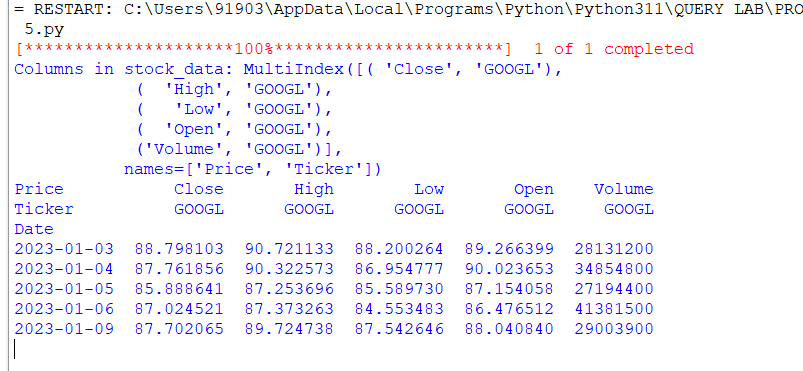 = RESTART: C:\Users\91903\AppData\Local\Programs\Python\Python311\QUERY LAB\PRO
 5.py
[*********************100%***********************]  1 of 1 completed
Columns in stock_data: MultiIndex([( 'Close', 'GOOGL'),
            (  'High', 'GOOGL'),
            (   'Low', 'GOOGL'),
            (  'Open', 'GOOGL'),
            ('Volume', 'GOOGL')],
           names=['Price', 'Ticker'])
Price           Close       High        Low       Open    Volume
Ticker          GOOGL      GOOGL      GOOGL      GOOGL     GOOGL
Date
2023-01-03  88.798103  90.721133  88.200264  89.266399  28131200
2023-01-04  87.761856  90.322573  86.954777  90.023653  34854800
2023-01-05  85.888641  87.253696  85.589730  87.154058  27194400
2023-01-06  87.024521  87.373263  84.553483  86.476512  41381500
2023-01-09  87.702065  89.724738  87.542646  88.040840  29003900